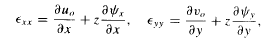 ϵ_xx = ∂u_o/∂x + z ∂ψ_x/∂x, ϵ_yy = ∂v_o/∂y + z ∂ψ_y/∂y,